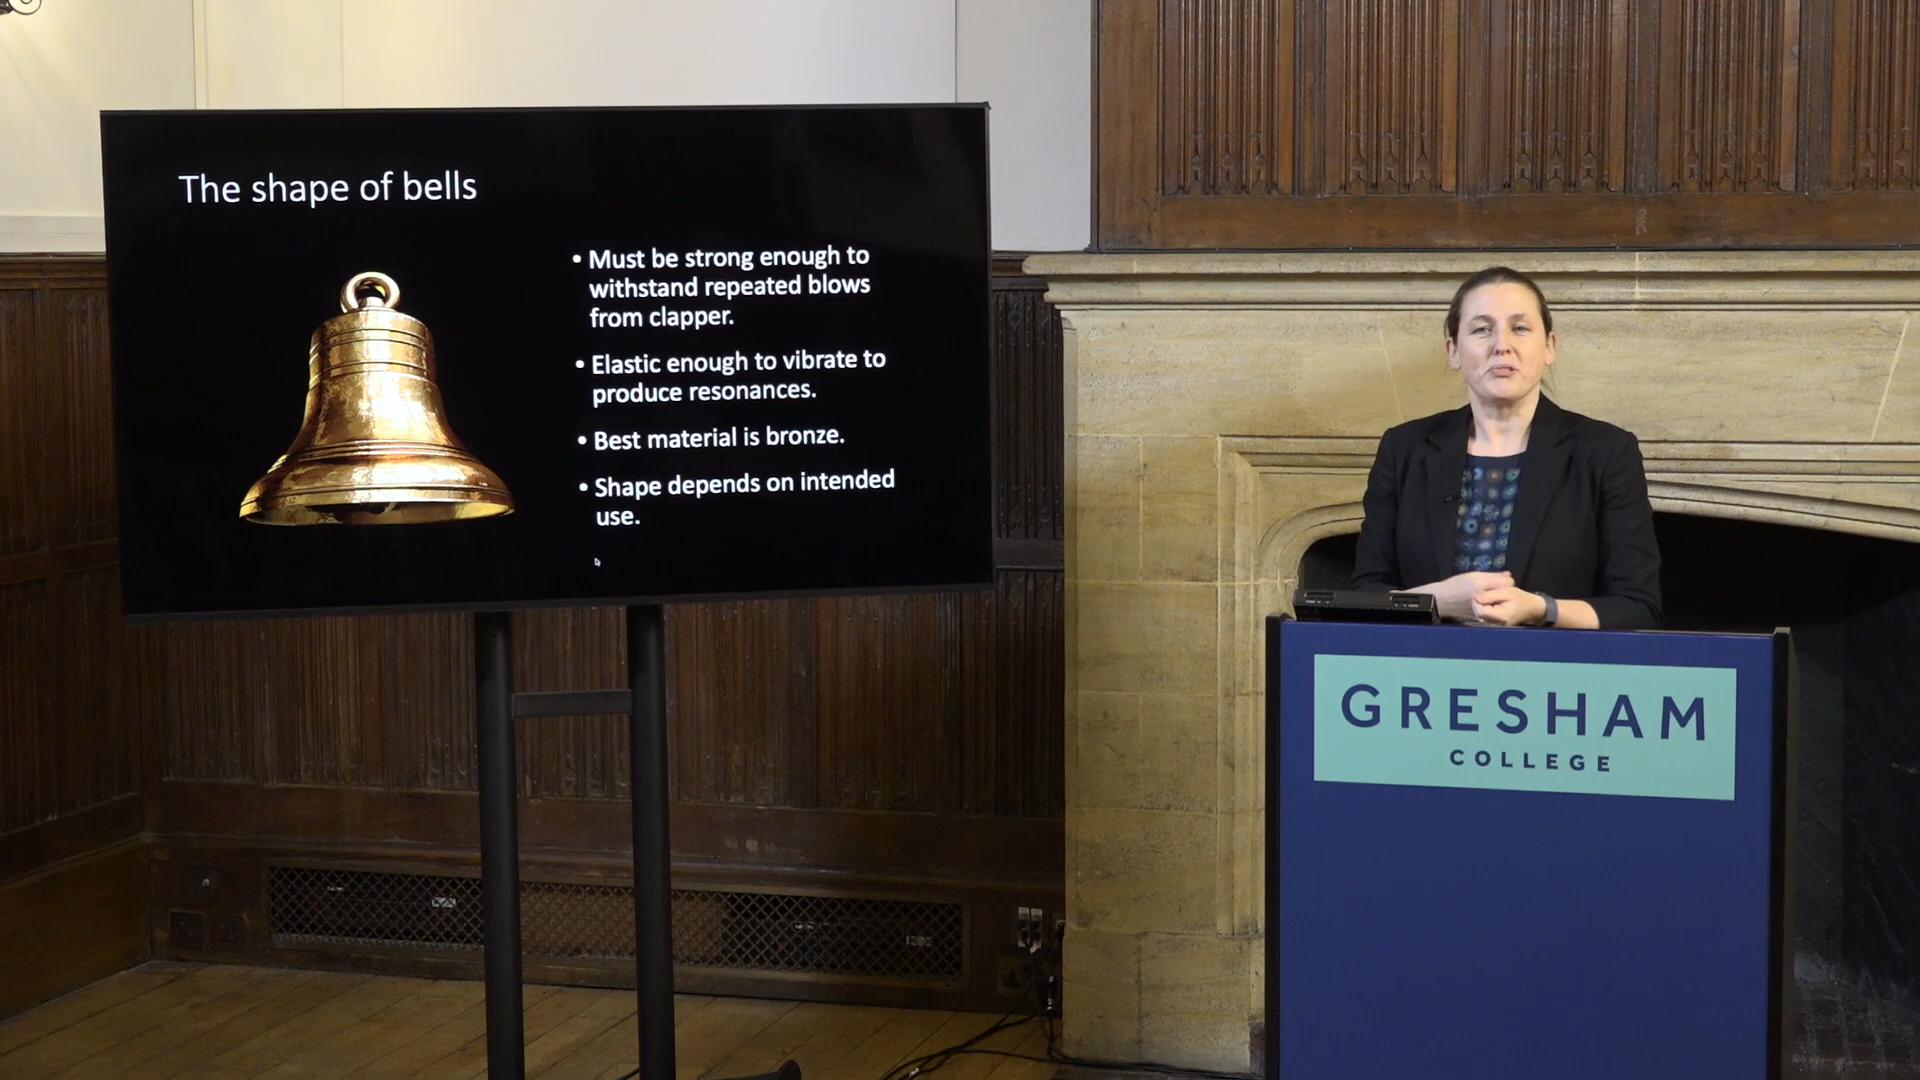 The shape of bells
• Must be strong enough to
withstand repeated blows
from clapper.
• Elastic enough to vibrate to
produce resonances.
• Best material is bronze.
• Shape depends on intended
use.
GRESHAM
COLLEGE